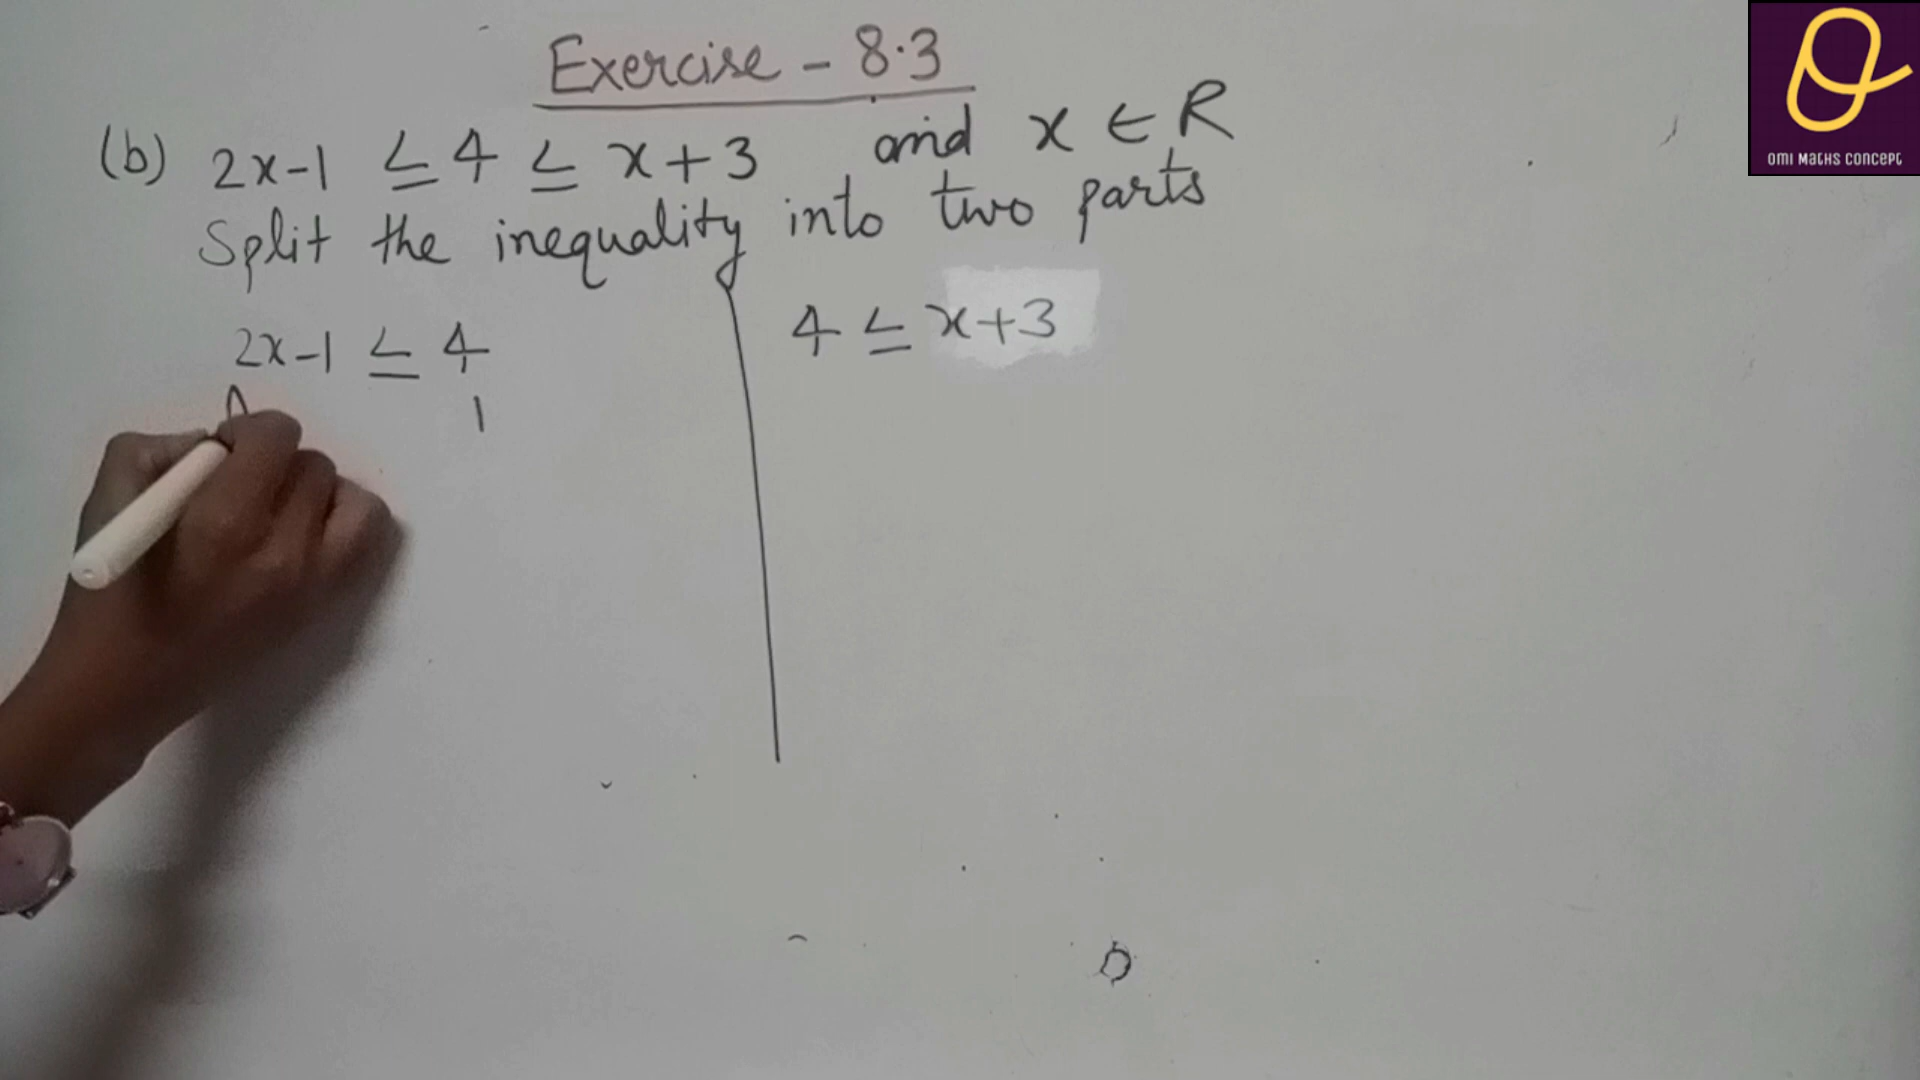 Exercise - 8.3
(b) 2x-1 ≤ 4 ≤ x+3 and x ∈ R
Split the inequality into two parts
2x-1 ≤ 4
4 ≤ x+3
1
OMI MATHS CONCEPT